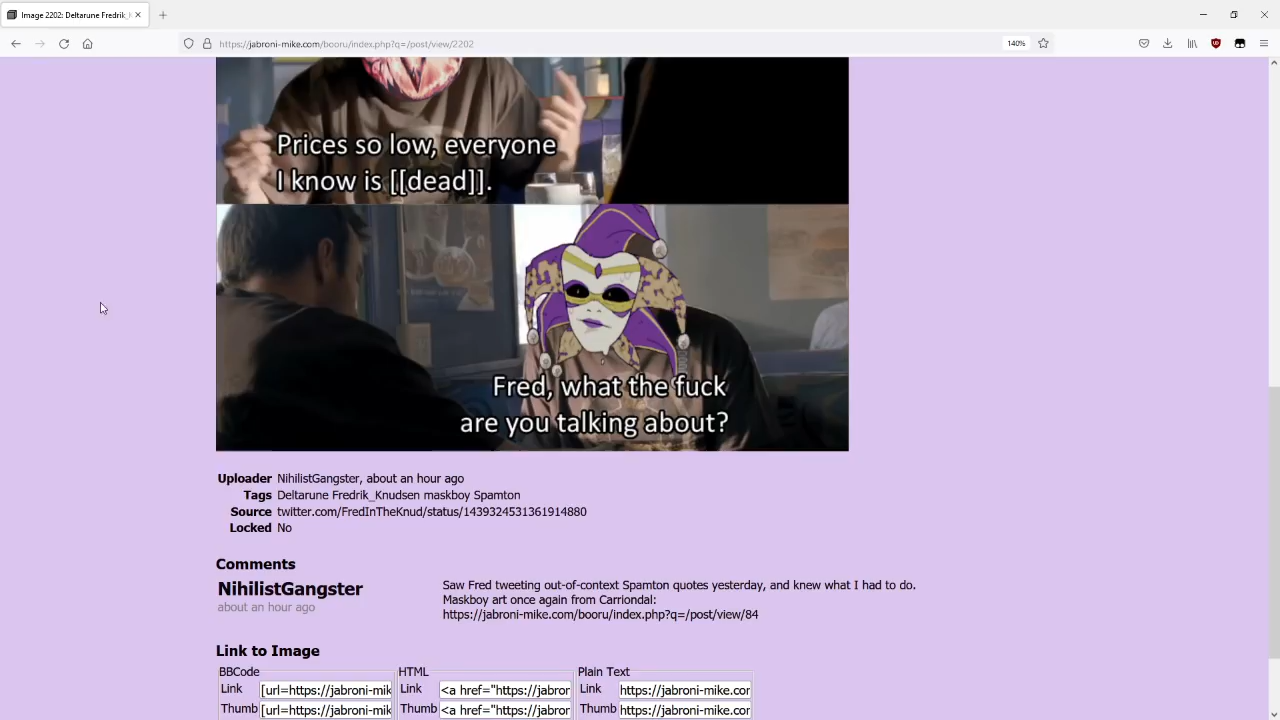 Image 2202: Deltarune Fredrik_
https://jabroni-mike.com/booru/index.php?q=/post/view/2202
140%
Prices so low, everyone
I know is [[dead]].
Fred, what the fuck
are you talking about?
Uploader NihilistGangster, about an hour ago
Tags Deltarune Fredrik_Knudsen maskboy Spamton
Source twitter.com/FredInTheKnud/status/1439324531361914880
Locked No
Comments
NihilistGangster
about an hour ago
Saw Fred tweeting out-of-context Spamton quotes yesterday, and knew what I had to do.
Maskboy art once again from Carriondal:
https://jabroni-mike.com/booru/index.php?q=/post/view/84
Link to Image
BBCode HTML Plain Text
Link [url=https://jabroni-mik Link <a href="https://jabror Link https://jabroni-mike.cor
Thumb [url=https://jabroni-mik Thumb <a href="https://jabror Thumb https://jabroni-mike.cor